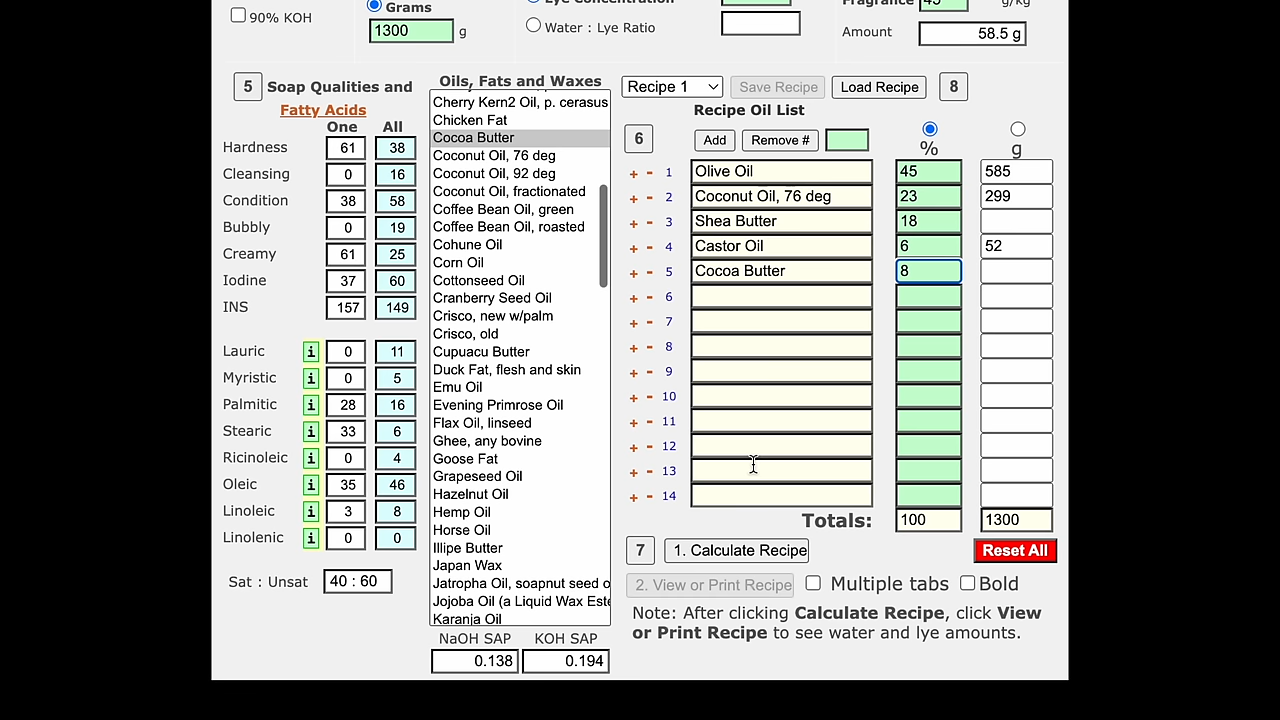 Grams
Lye Concentration
Fragrance
g/kg
90% KOH
1300
g
Water : Lye Ratio
Amount
58.5 g
5
Soap Qualities and
Fatty Acids
One
All
Hardness 61 38
Cleansing 0 16
Condition 38 58
Bubbly 0 19
Creamy 61 25
Iodine 37 60
INS 157 149
Lauric i 0 11
Myristic i 0 5
Palmitic i 28 16
Stearic i 33 6
Ricinoleic i 0 4
Oleic i 35 46
Linoleic i 3 8
Linolenic i 0 0
Sat : Unsat 40 : 60
Oils, Fats and Waxes
Cherry Kern2 Oil, p. cerasus
Chicken Fat
Cocoa Butter
Coconut Oil, 76 deg
Coconut Oil, 92 deg
Coconut Oil, fractionated
Coffee Bean Oil, green
Coffee Bean Oil, roasted
Cohune Oil
Corn Oil
Cottonseed Oil
Cranberry Seed Oil
Crisco, new w/palm
Crisco, old
Cupuacu Butter
Duck Fat, flesh and skin
Emu Oil
Evening Primrose Oil
Flax Oil, linseed
Ghee, any bovine
Goose Fat
Grapeseed Oil
Hazelnut Oil
Hemp Oil
Horse Oil
Illipe Butter
Japan Wax
Jatropha Oil, soapnut seed o
Jojoba Oil (a Liquid Wax Este
Karanja Oil
NaOH SAP KOH SAP
0.138 0.194
Recipe 1 Save Recipe Load Recipe 8
Recipe Oil List
6 Add Remove # % g
+ - 1 Olive Oil 45 585
+ - 2 Coconut Oil, 76 deg 23 299
+ - 3 Shea Butter 18
+ - 4 Castor Oil 6 52
+ - 5 Cocoa Butter 8
+ - 6
+ - 7
+ - 8
+ - 9
+ - 10
+ - 11
+ - 12
+ - 13
+ - 14
Totals: 100 1300
7 1. Calculate Recipe Reset All
2. View or Print Recipe Multiple tabs Bold
Note: After clicking Calculate Recipe, click View
or Print Recipe to see water and lye amounts.